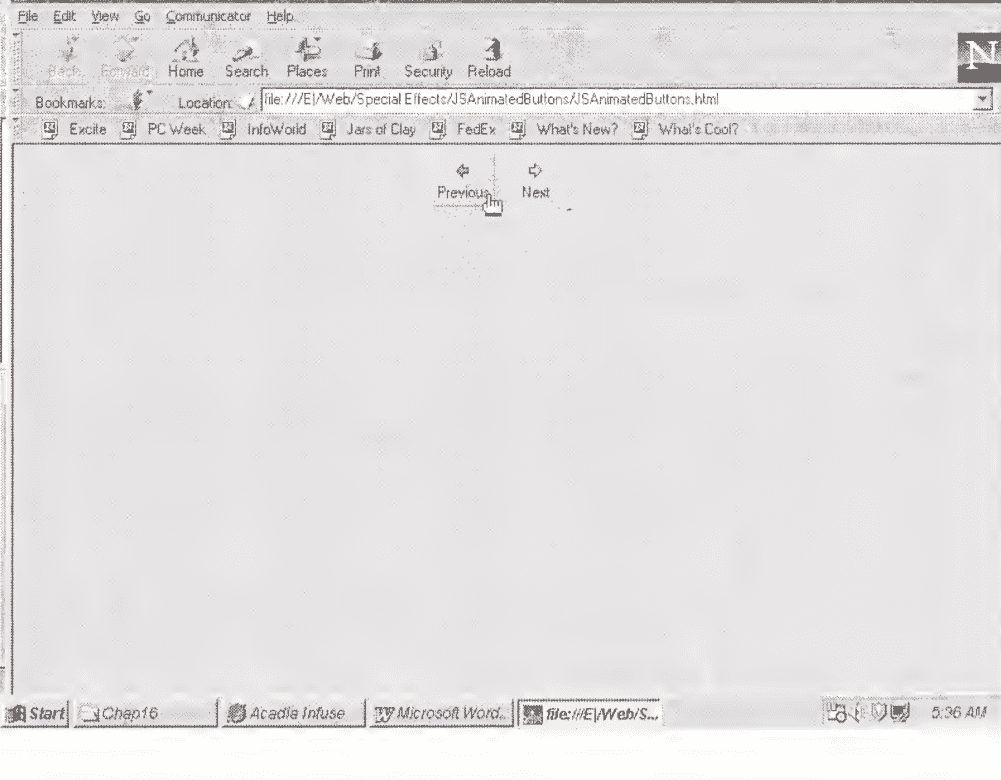 File Edit View Go Communicator Help
Back Forward Home Search Places Print Security Reload
N
Bookmarks: Location: file:///E|/Web/Special Effects/JSAnimatedButtons/JSAnimatedButtons.html
Excite PC Week InfoWorld Jars of Clay FedEx What's New? What's Cool?
Previous Next
Start Chap16 Acadia Infuse Microsoft Word... file:///E|/Web/S... 5:36 AM